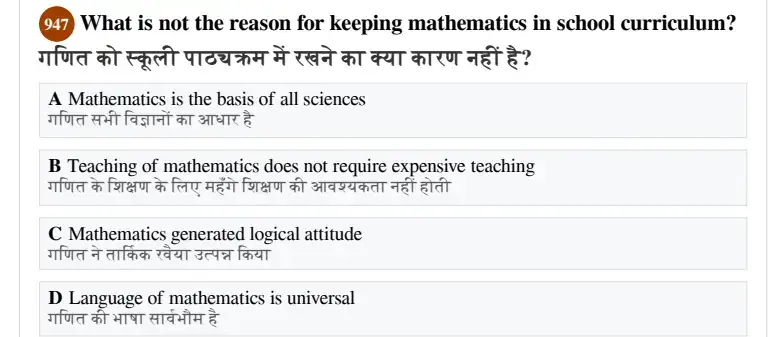 947 What is not the reason for keeping mathematics in school curriculum?
गणित को स्कूली पाठ्यक्रम में रखने का क्या कारण नहीं है?
A Mathematics is the basis of all sciences
गणित सभी विज्ञानों का आधार है
B Teaching of mathematics does not require expensive teaching
गणित के शिक्षण के लिए महँगे शिक्षण की आवश्यकता नहीं होती
C Mathematics generated logical attitude
गणित ने तार्किक रवैया उत्पन्न किया
D Language of mathematics is universal
गणित की भाषा सार्वभौम है